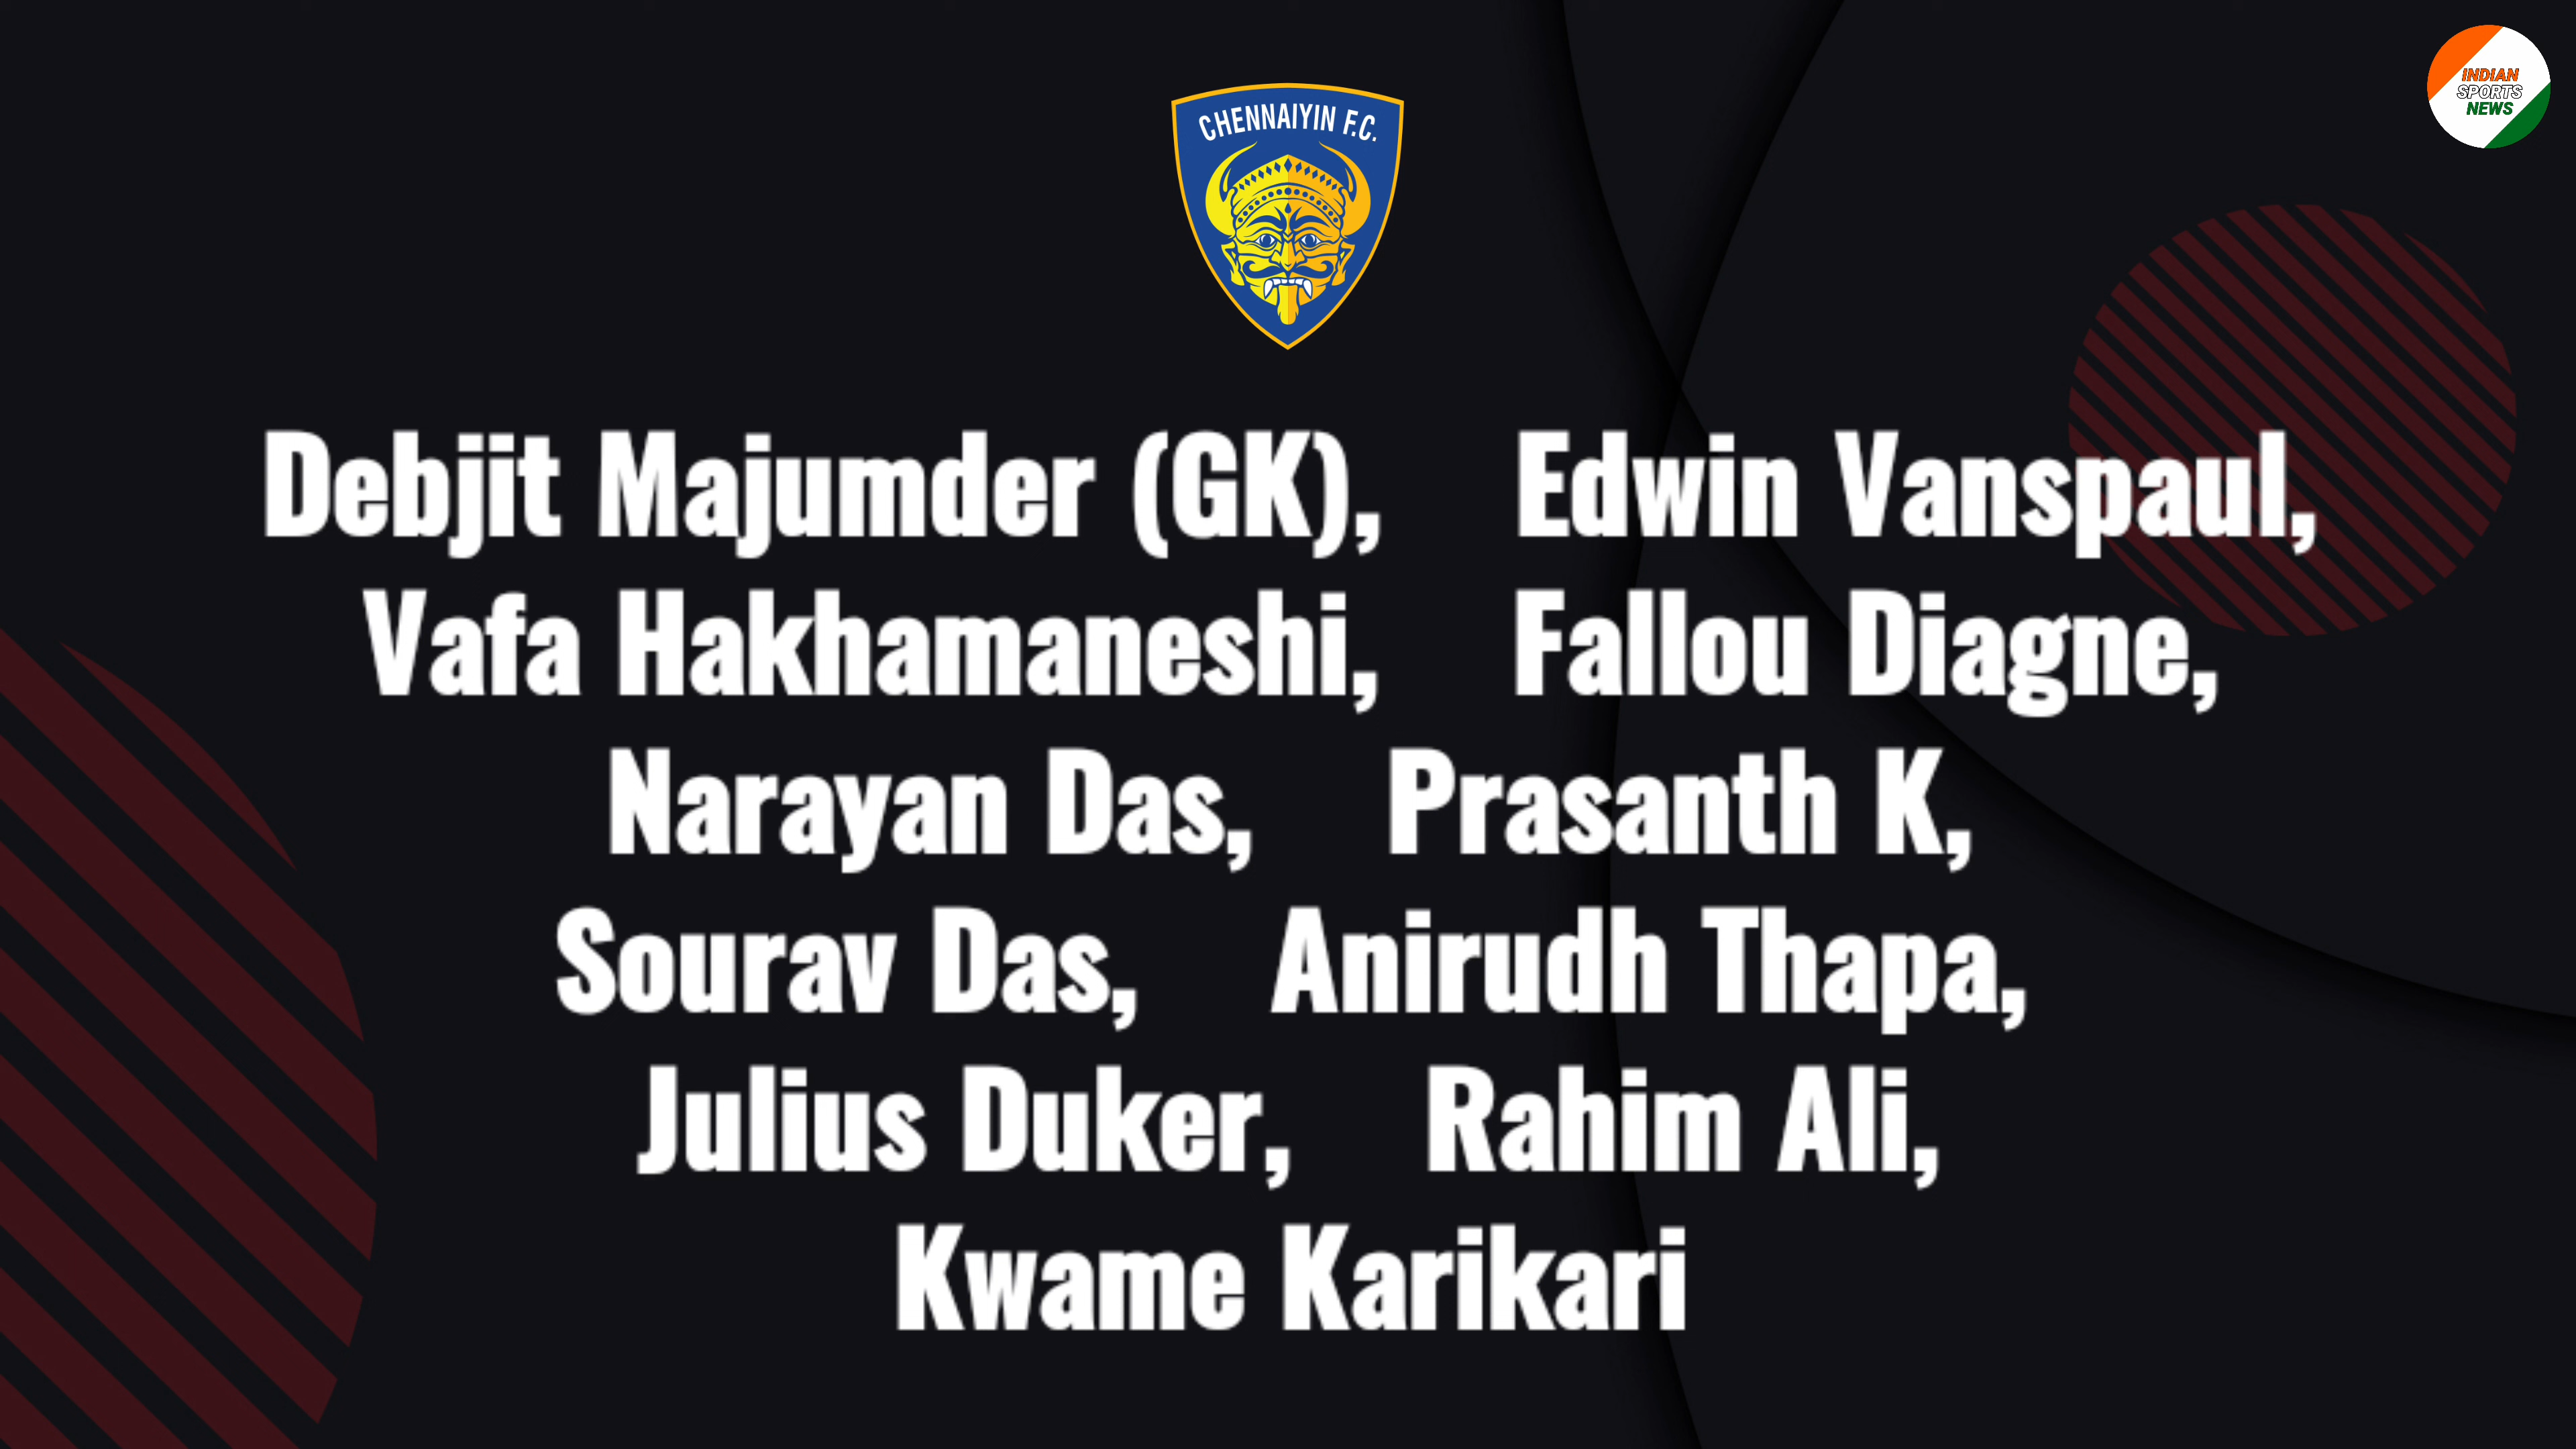 CHENNAIYIN F.C.
INDIAN
SPORTS
NEWS
Debjit Majumder (GK), Edwin Vanspaul,
Vafa Hakhamaneshi, Fallou Diagne,
Narayan Das, Prasanth K,
Sourav Das, Anirudh Thapa,
Julius Duker, Rahim Ali,
Kwame Karikari